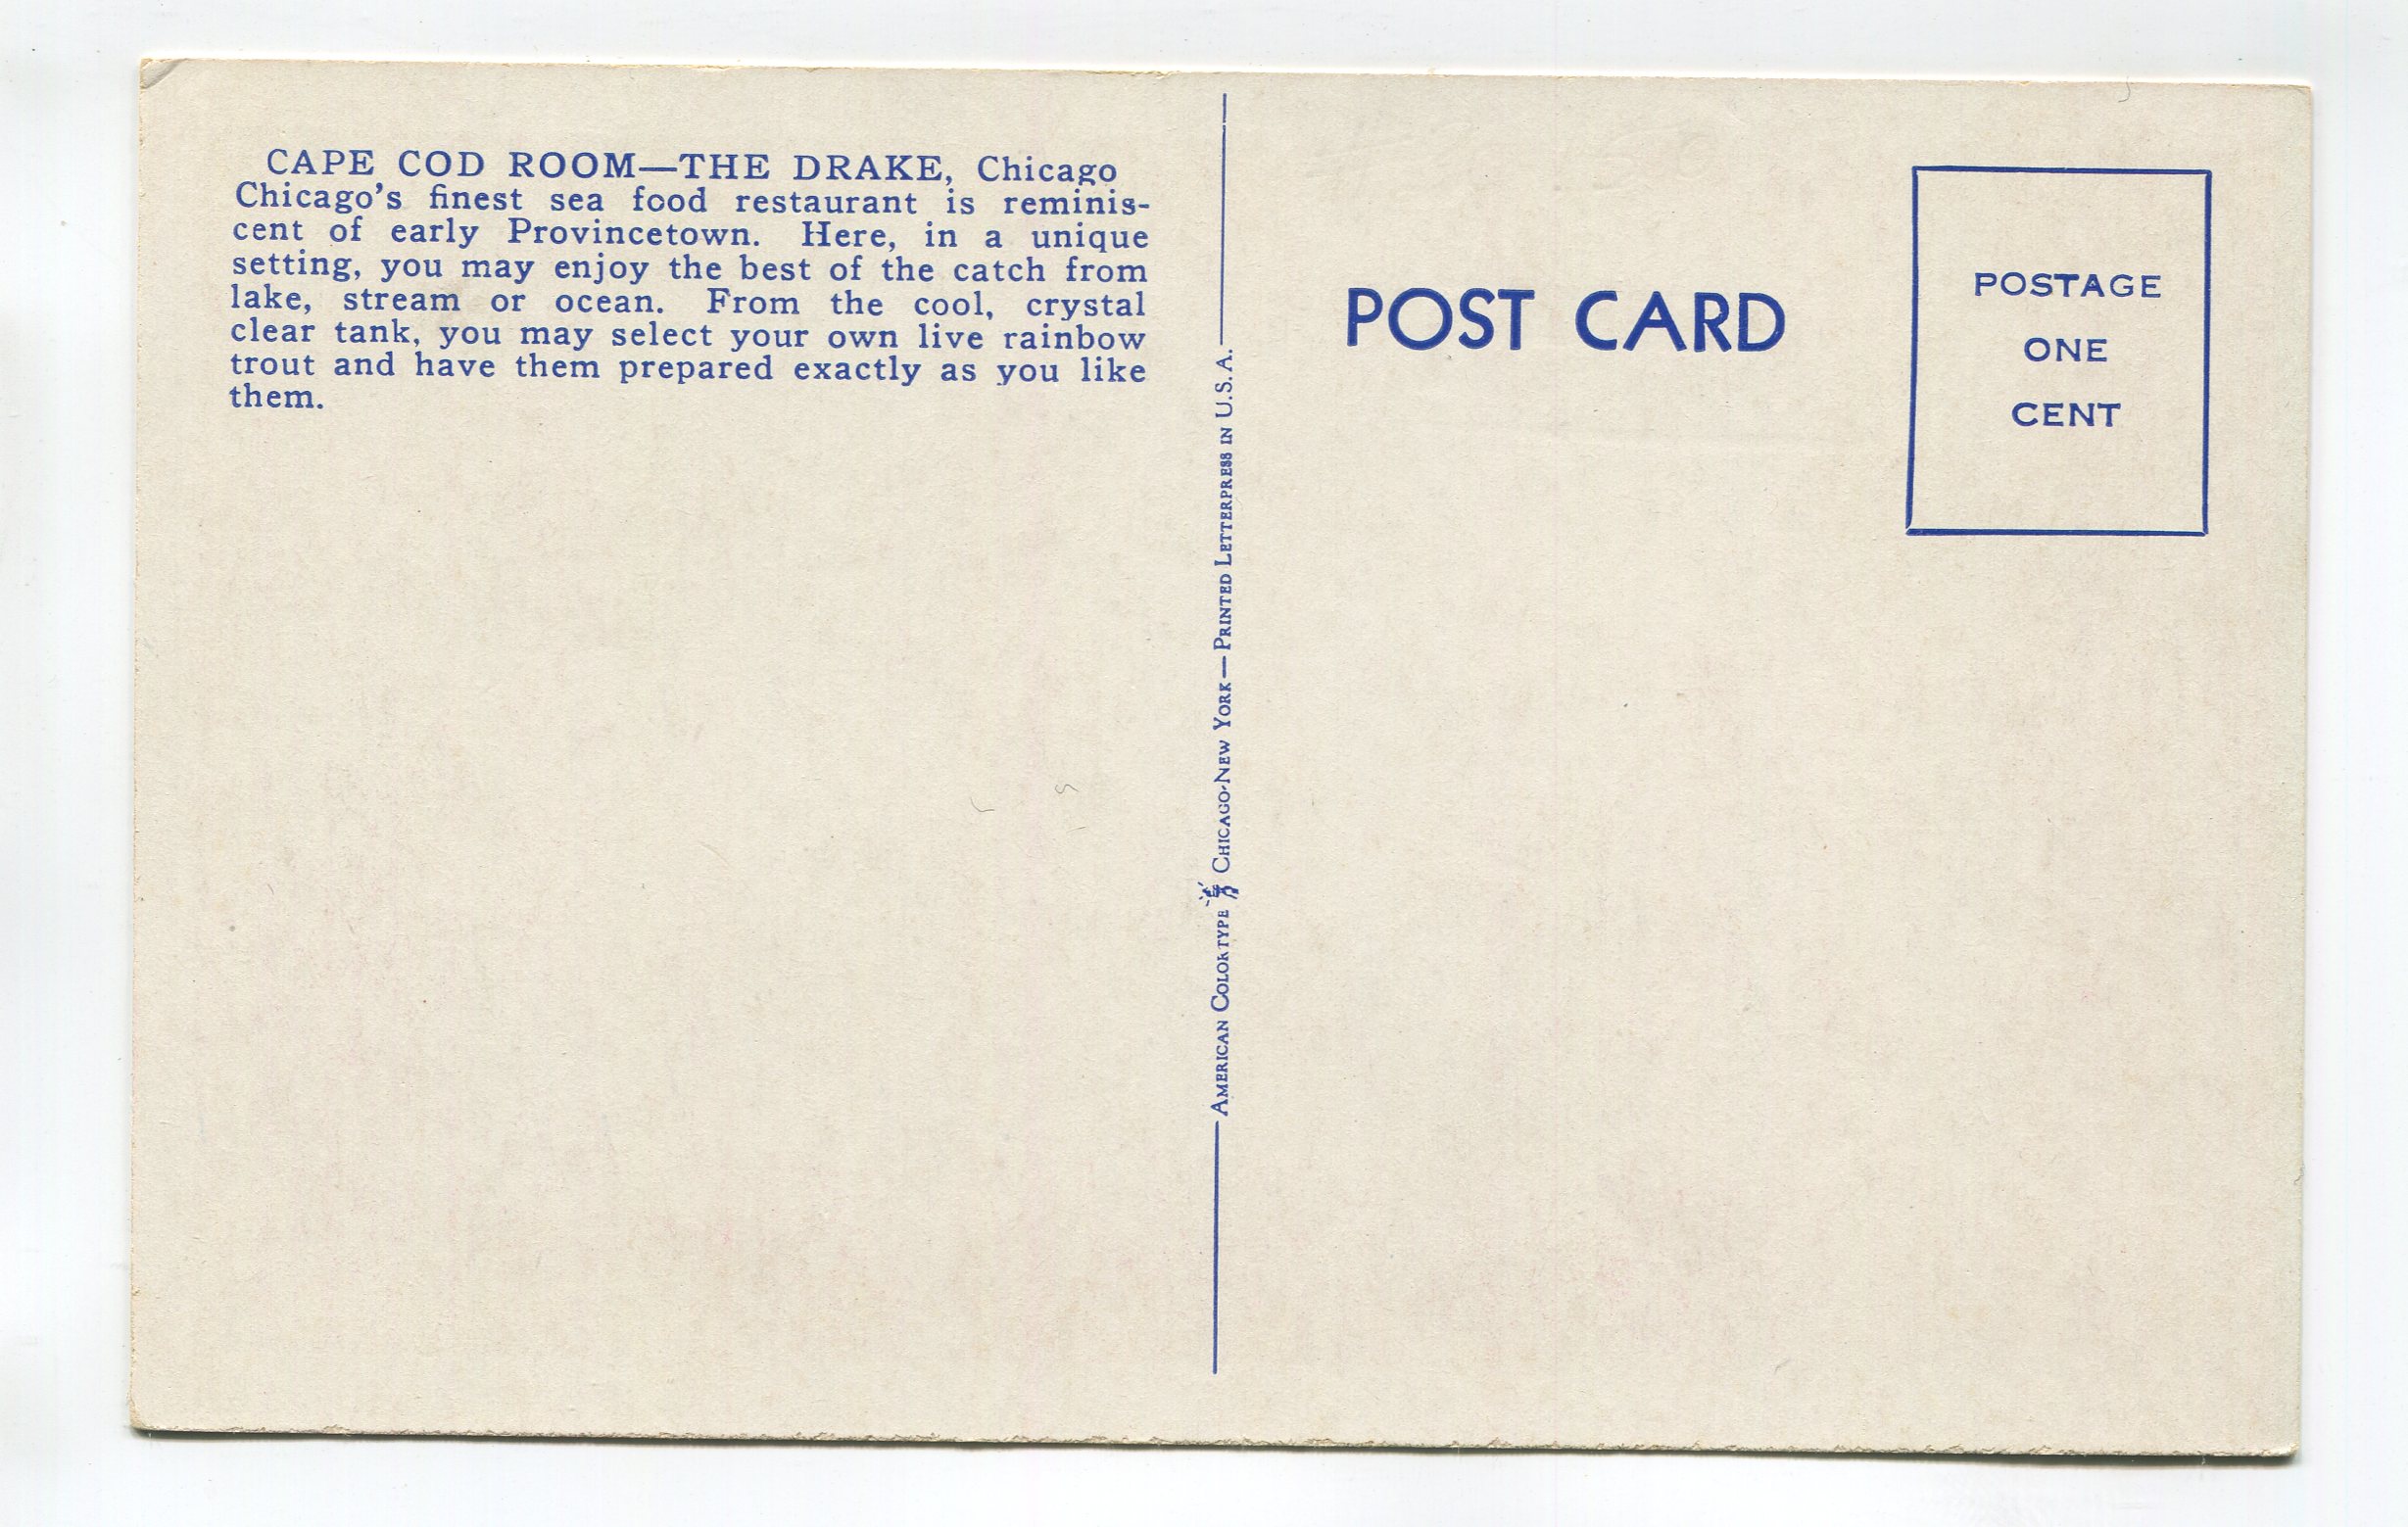 CAPE COD ROOM—THE DRAKE, Chicago
Chicago's finest sea food restaurant is reminis-
cent of early Provincetown. Here, in a unique
setting, you may enjoy the best of the catch from
lake, stream or ocean. From the cool, crystal
clear tank, you may select your own live rainbow
trout and have them prepared exactly as you like
them.
AMERICAN COLORTYPE CHICAGO-NEW YORK—PRINTED LETTERPRESS IN U.S.A.
POST CARD
POSTAGE
ONE
CENT